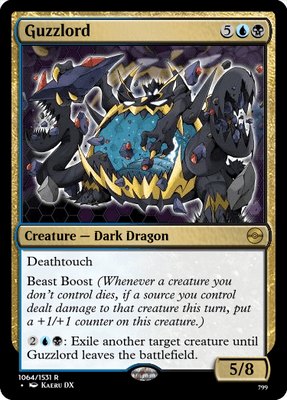 Guzzlord 5
Creature — Dark Dragon
Deathtouch
Beast Boost (Whenever a creature you
don't control dies, if a source you control
dealt damage to that creature this turn, put
a +1/+1 counter on this creature.)
2: Exile another target creature until
Guzzlord leaves the battlefield.
5/8
1064/1531 R
• Kaeru DX
799